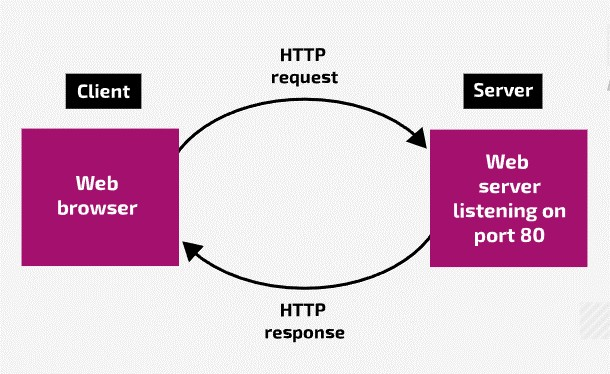 HTTP
request
Client
Server
Web
browser
Web
server
listening on
port 80
HTTP
response